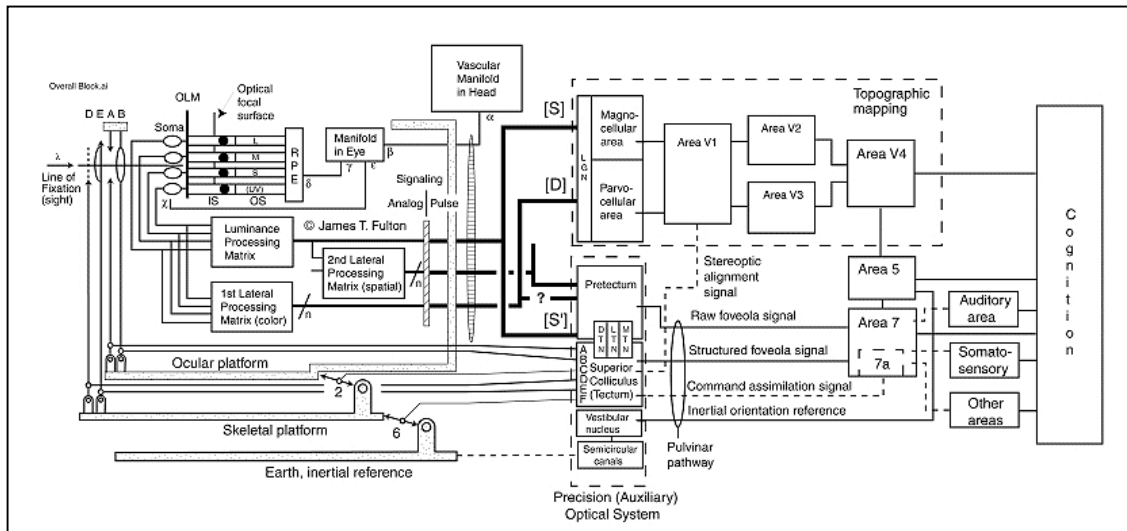 Overall Block.ai
D E A B
OLM
Optical
focal
surface
Soma
L
M
S
(UV)
R
P
E
IS
OS
λ
Line of
Fixation
(sight)
χ
δ
γ
ε
β
α
Manifold
in Eye
Vascular
Manifold
in Head
Signaling
Analog
Pulse
© James T. Fulton
Luminance
Processing
Matrix
2nd Lateral
Processing
Matrix (spatial)
n
1st Lateral
Processing
Matrix (color)
n
[S]
[D]
?
[S']
Topographic
mapping
L
G
N
Magno-
cellular
area
Parvo-
cellular
area
Area V1
Area V2
Area V3
Area V4
Stereoptic
alignment
signal
Pretectum
D
T
N
L
T
N
M
T
N
A
B
C
D
E
F
Superior
Colliculus
(Tectum)
Vestibular
nucleus
Semicircular
canals
Raw foveola signal
Structured foveola signal
Command assimilation signal
Inertial orientation reference
Pulvinar
pathway
Area 5
Area 7
7a
Auditory
area
Somato-
sensory
Other
areas
C
o
g
n
i
t
i
o
n
Ocular platform
2
Skeletal platform
6
Earth, inertial reference
Precision (Auxiliary)
Optical System